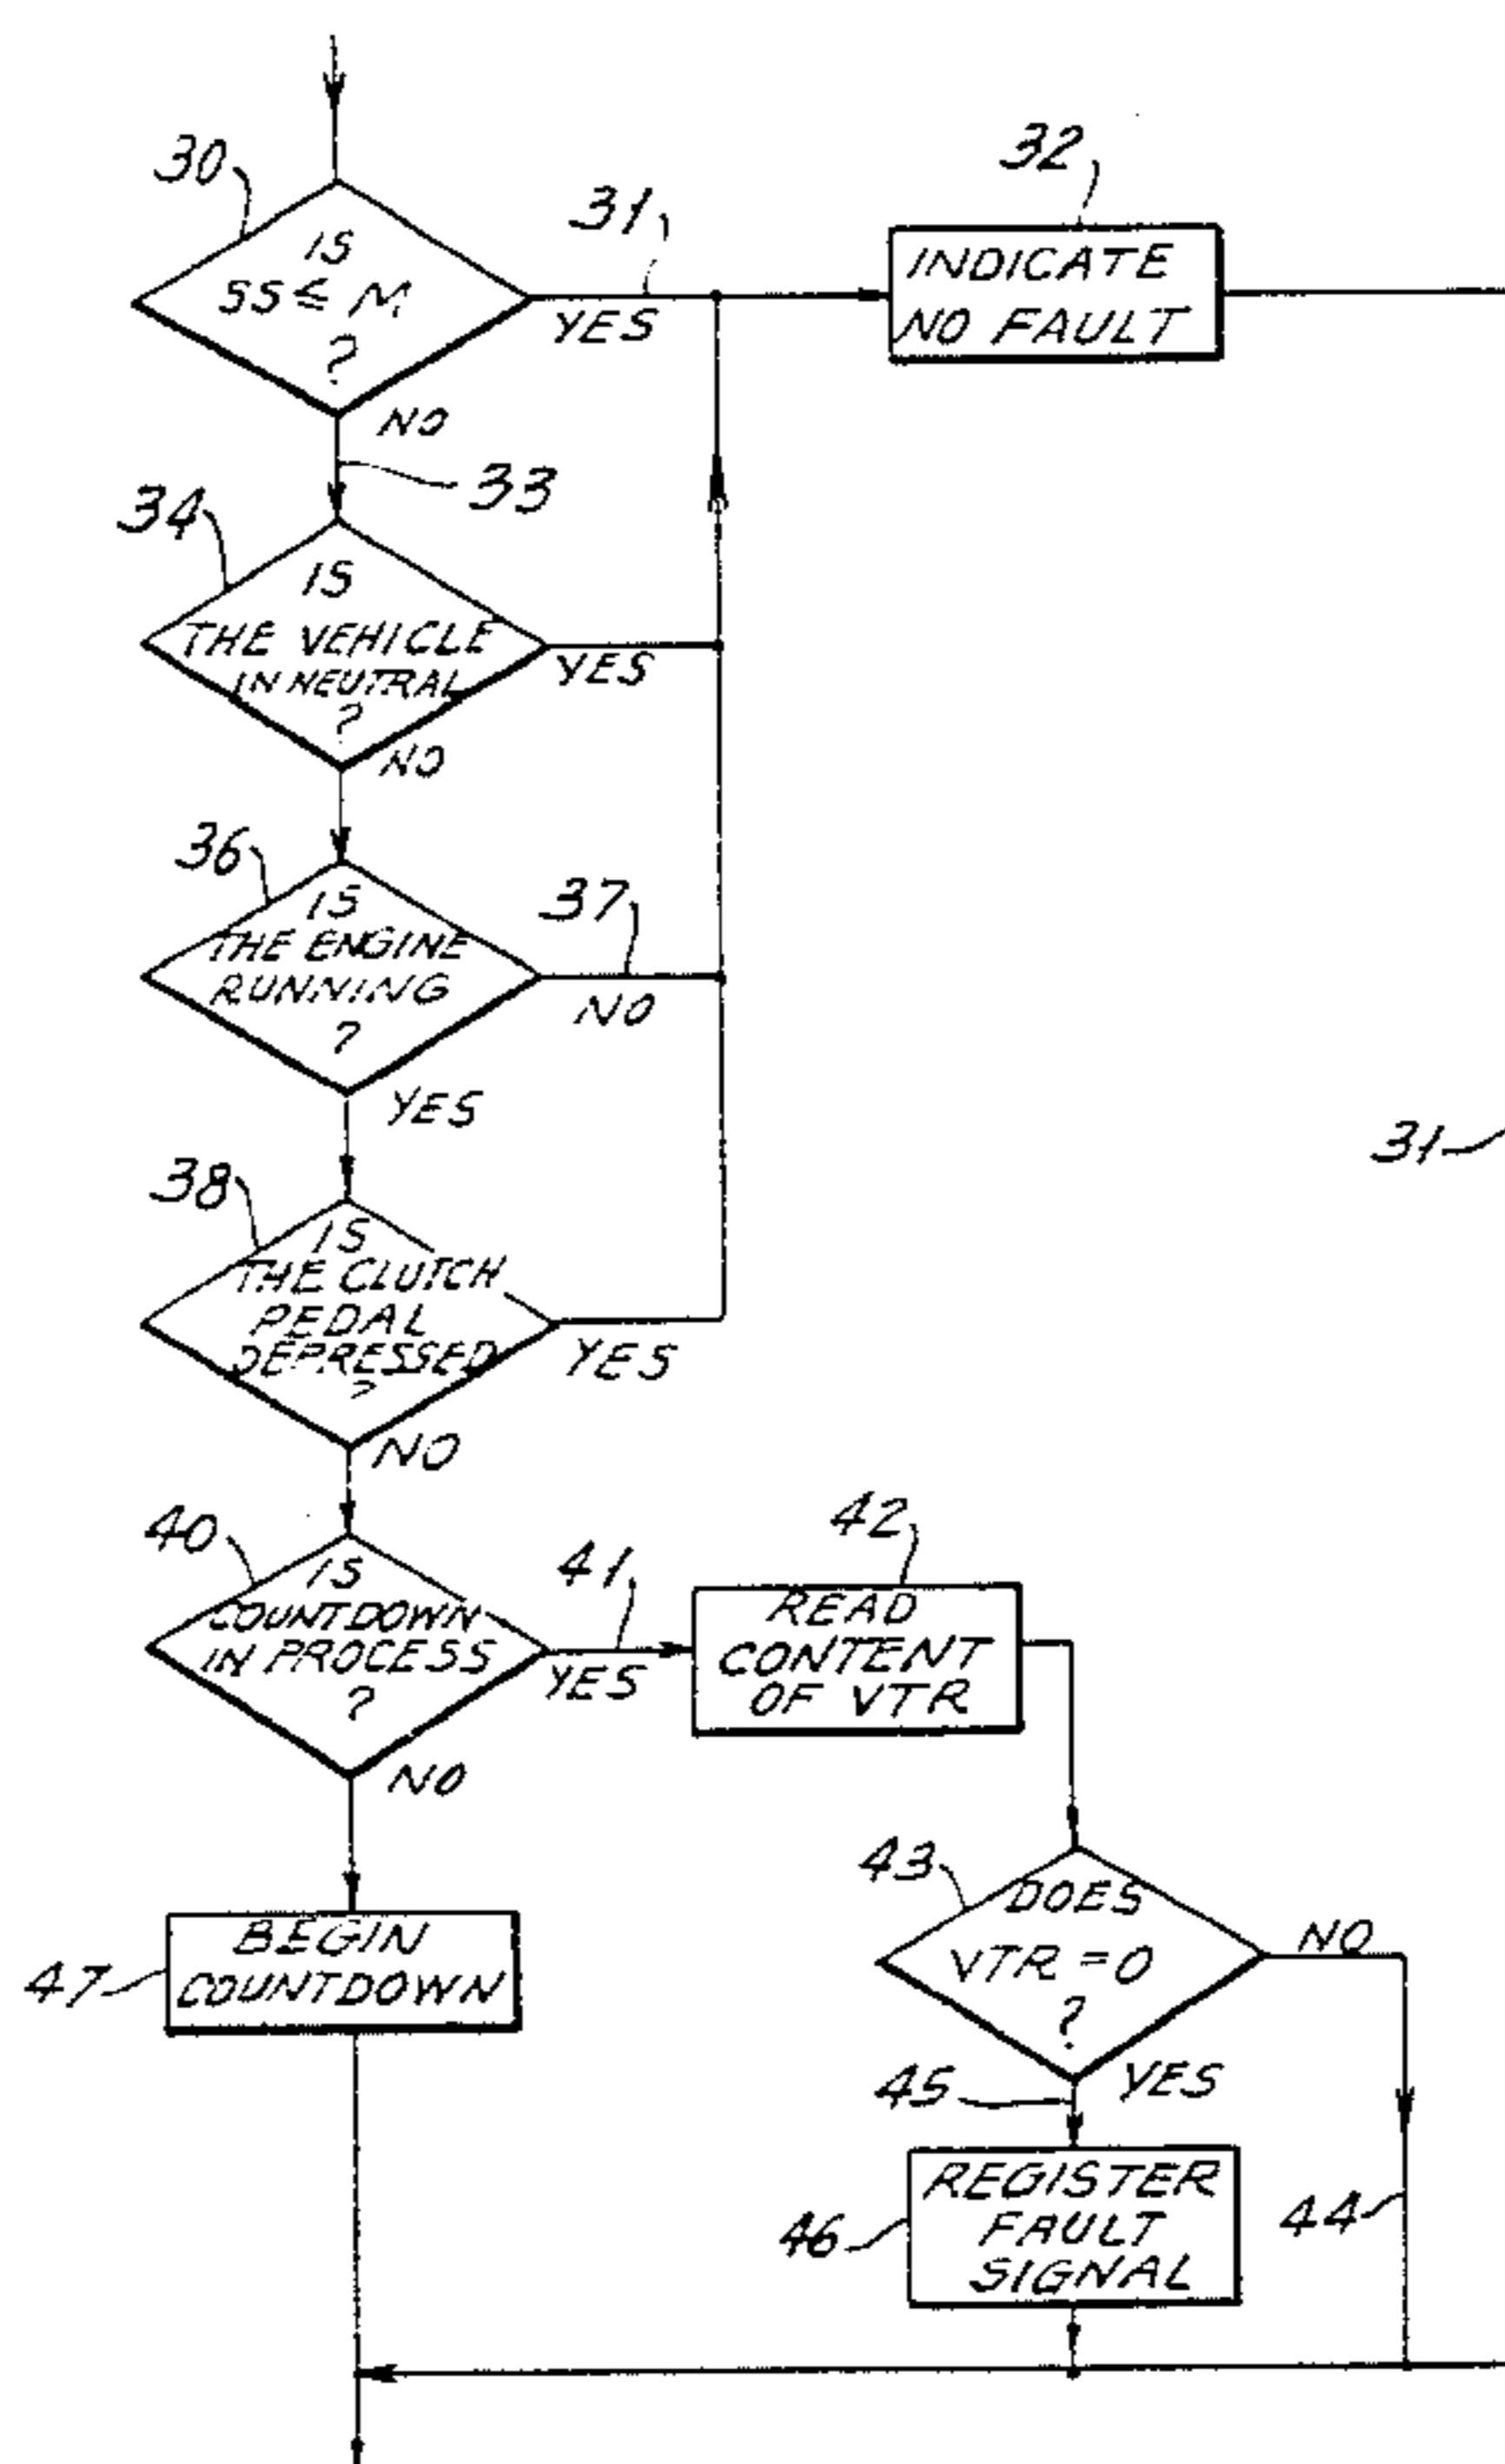 30
IS
SS ≤ M
?
31
YES
32
INDICATE
NO FAULT
NO
33
34
IS
THE VEHICLE
IN NEUTRAL
?
YES
NO
36
IS
THE ENGINE
RUNNING
?
37
NO
YES
31
38
IS
THE CLUTCH
PEDAL
DEPRESSED
?
YES
NO
40
IS
COUNTDOWN
IN PROCESS
?
41
YES
42
READ
CONTENT
OF VTR
NO
43
DOES
VTR = 0
?
NO
47
BEGIN
COUNTDOWN
45
YES
46
REGISTER
FAULT
SIGNAL
44